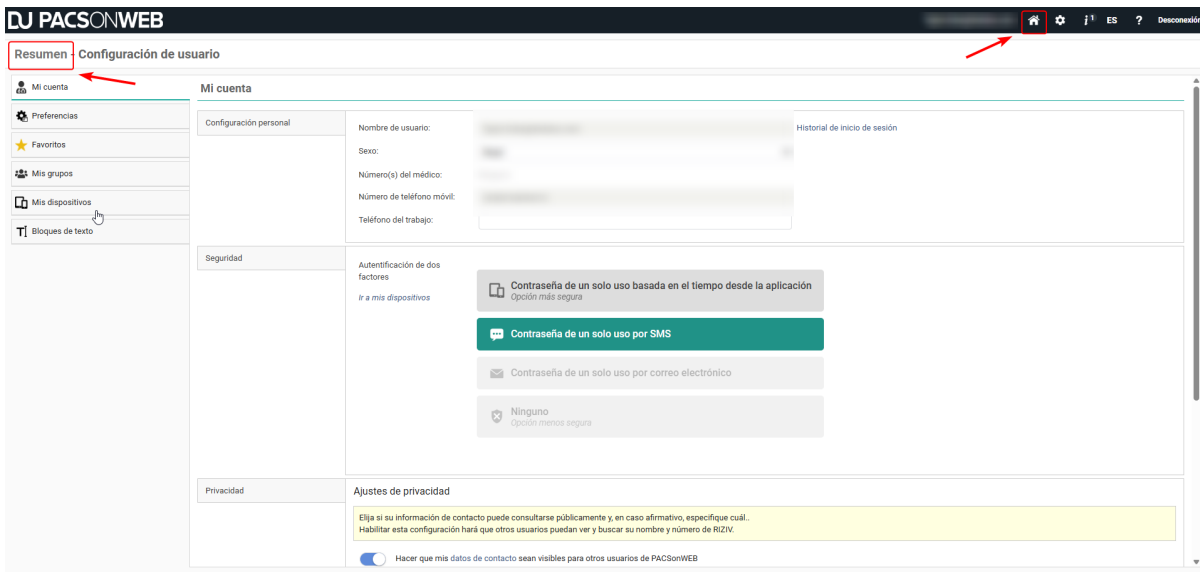 DJ PACSONWEB
i1
ES
?
Desconexión
Resumen - Configuración de usuario
Mi cuenta
Preferencias
Favoritos
Mis grupos
Mis dispositivos
Bloques de texto
Mi cuenta
Configuración personal
Nombre de usuario:
Historial de inicio de sesión
Sexo:
Número(s) del médico:
Número de teléfono móvil:
Teléfono del trabajo:
Seguridad
Autentificación de dos
factores
Ir a mis dispositivos
Contraseña de un solo uso basada en el tiempo desde la aplicación
Opción más segura
Contraseña de un solo uso por SMS
Contraseña de un solo uso por correo electrónico
Ninguno
Opción menos segura
Privacidad
Ajustes de privacidad
Elija si su información de contacto puede consultarse públicamente y, en caso afirmativo, especifique cuál..
Habilitar esta configuración hará que otros usuarios puedan ver y buscar su nombre y número de RIZIV.
Hacer que mis datos de contacto sean visibles para otros usuarios de PACSonWEB